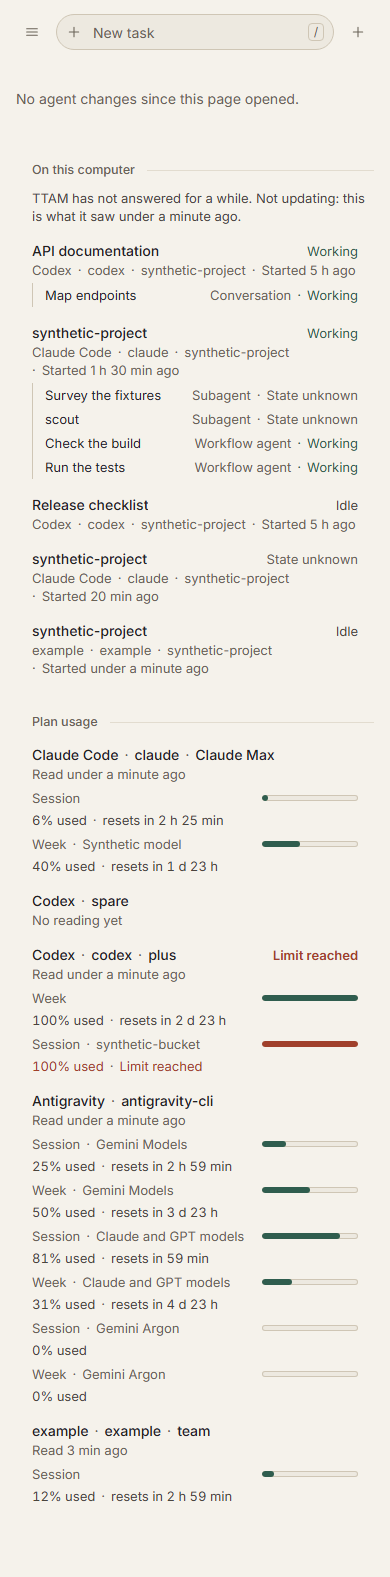 New task /
No agent changes since this page opened.
On this computer
TTAM has not answered for a while. Not updating: this
is what it saw under a minute ago.
API documentation Working
Codex · codex · synthetic-project · Started 5 h ago
Map endpoints Conversation · Working
synthetic-project Working
Claude Code · claude · synthetic-project
· Started 1 h 30 min ago
Survey the fixtures Subagent · State unknown
scout Subagent · State unknown
Check the build Workflow agent · Working
Run the tests Workflow agent · Working
Release checklist Idle
Codex · codex · synthetic-project · Started 5 h ago
synthetic-project State unknown
Claude Code · claude · synthetic-project
· Started 20 min ago
synthetic-project Idle
example · example · synthetic-project
· Started under a minute ago
Plan usage
Claude Code · claude · Claude Max
Read under a minute ago
Session
6% used · resets in 2 h 25 min
Week · Synthetic model
40% used · resets in 1 d 23 h
Codex · spare
No reading yet
Codex · codex · plus Limit reached
Read under a minute ago
Week
100% used · resets in 2 d 23 h
Session · synthetic-bucket
100% used · Limit reached
Antigravity · antigravity-cli
Read under a minute ago
Session · Gemini Models
25% used · resets in 2 h 59 min
Week · Gemini Models
50% used · resets in 3 d 23 h
Session · Claude and GPT models
81% used · resets in 59 min
Week · Claude and GPT models
31% used · resets in 4 d 23 h
Session · Gemini Argon
0% used
Week · Gemini Argon
0% used
example · example · team
Read 3 min ago
Session
12% used · resets in 2 h 59 min